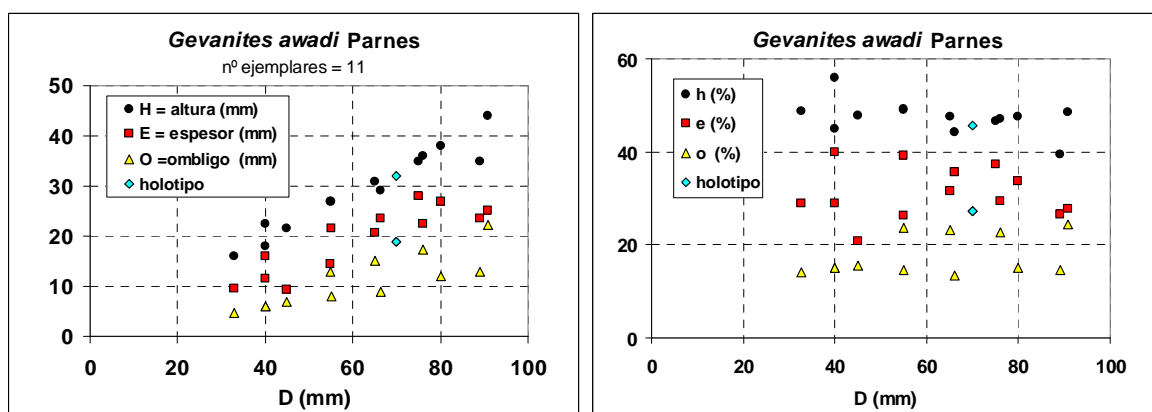 Gevanites awadi Parnes
nº ejemplares = 11
50
40
30
20
10
0
H = altura (mm)
E = espesor (mm)
O =ombligo (mm)
holotipo
0 20 40 60 80 100
D (mm)
Gevanites awadi Parnes
60
40
20
0
h (%)
e (%)
o (%)
holotipo
0 20 40 60 80 100
D (mm)